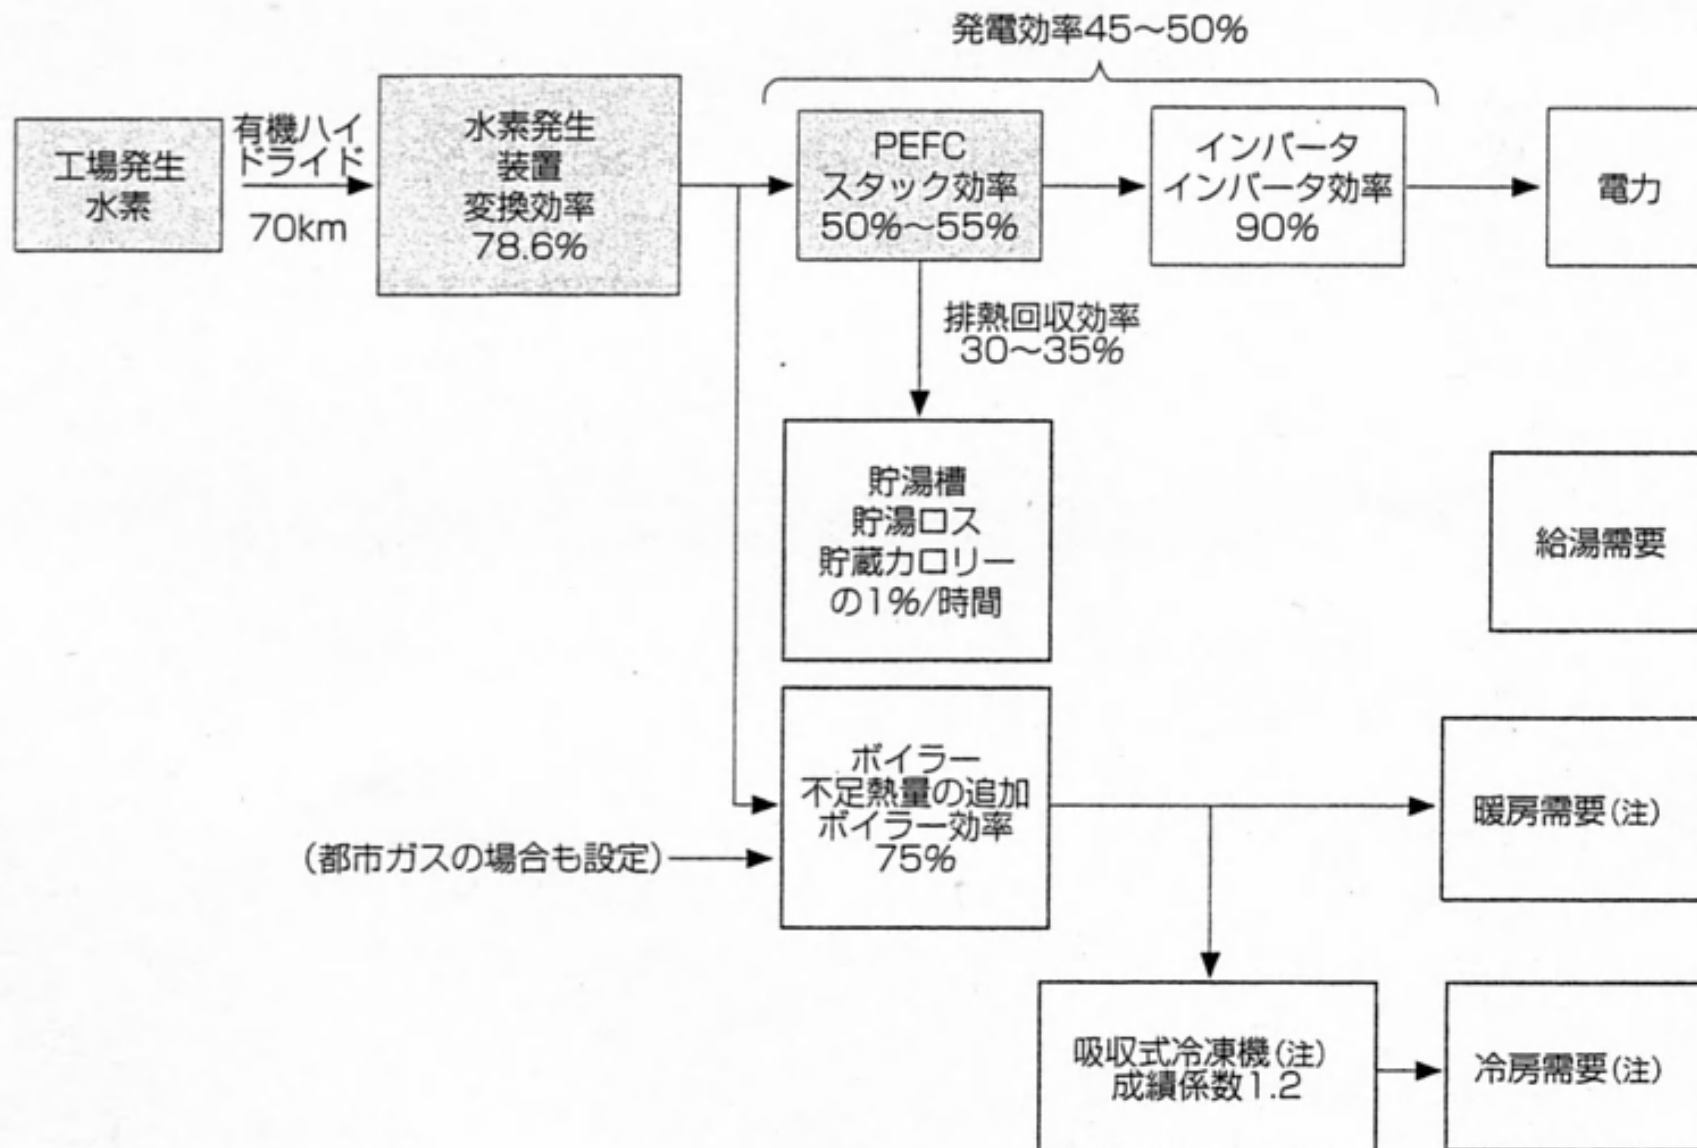 発電効率45～50%
工場発生
水素
有機ハイ
ドライド
70km
水素発生
装置
変換効率
78.6%
PEFC
スタック効率
50%～55%
インバータ
インバータ効率
90%
電力
排熱回収効率
30～35%
貯湯槽
貯湯ロス
貯蔵カロリー
の1%/時間
給湯需要
ボイラー
不足熱量の追加
ボイラー効率
75%
(都市ガスの場合も設定)
暖房需要(注)
吸収式冷凍機(注)
成績係数1.2
冷房需要(注)